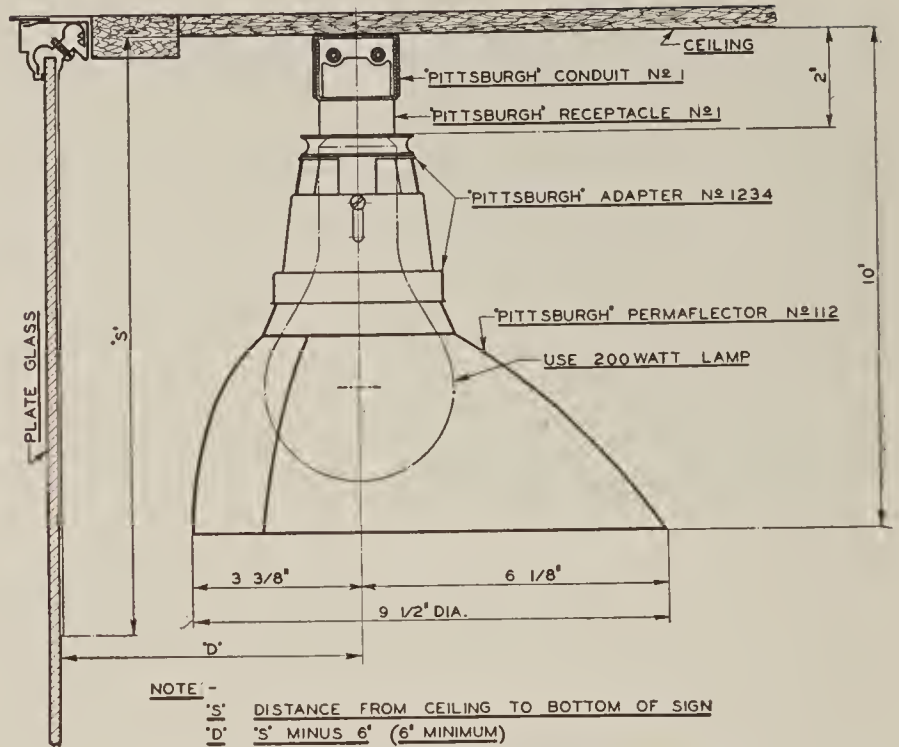 CEILING
2"
"PITTSBURGH" CONDUIT Nº 1
"PITTSBURGH" RECEPTACLE Nº 1
"PITTSBURGH" ADAPTER Nº 1234
10"
"S"
PLATE GLASS
"PITTSBURGH" PERMAFLECTOR Nº 112
USE 200 WATT LAMP
3 3/8"
6 1/8"
9 1/2" DIA.
"D"
NOTE:-
"S" DISTANCE FROM CEILING TO BOTTOM OF SIGN
"D" "S" MINUS 6" (6" MINIMUM)